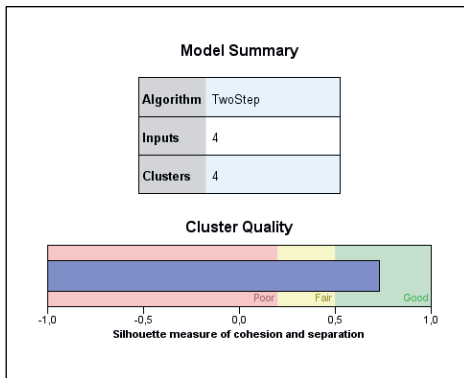 Model Summary
Algorithm TwoStep
Inputs 4
Clusters 4
Cluster Quality
Poor Fair Good
-1,0 -0,5 0,0 0,5 1,0
Silhouette measure of cohesion and separation